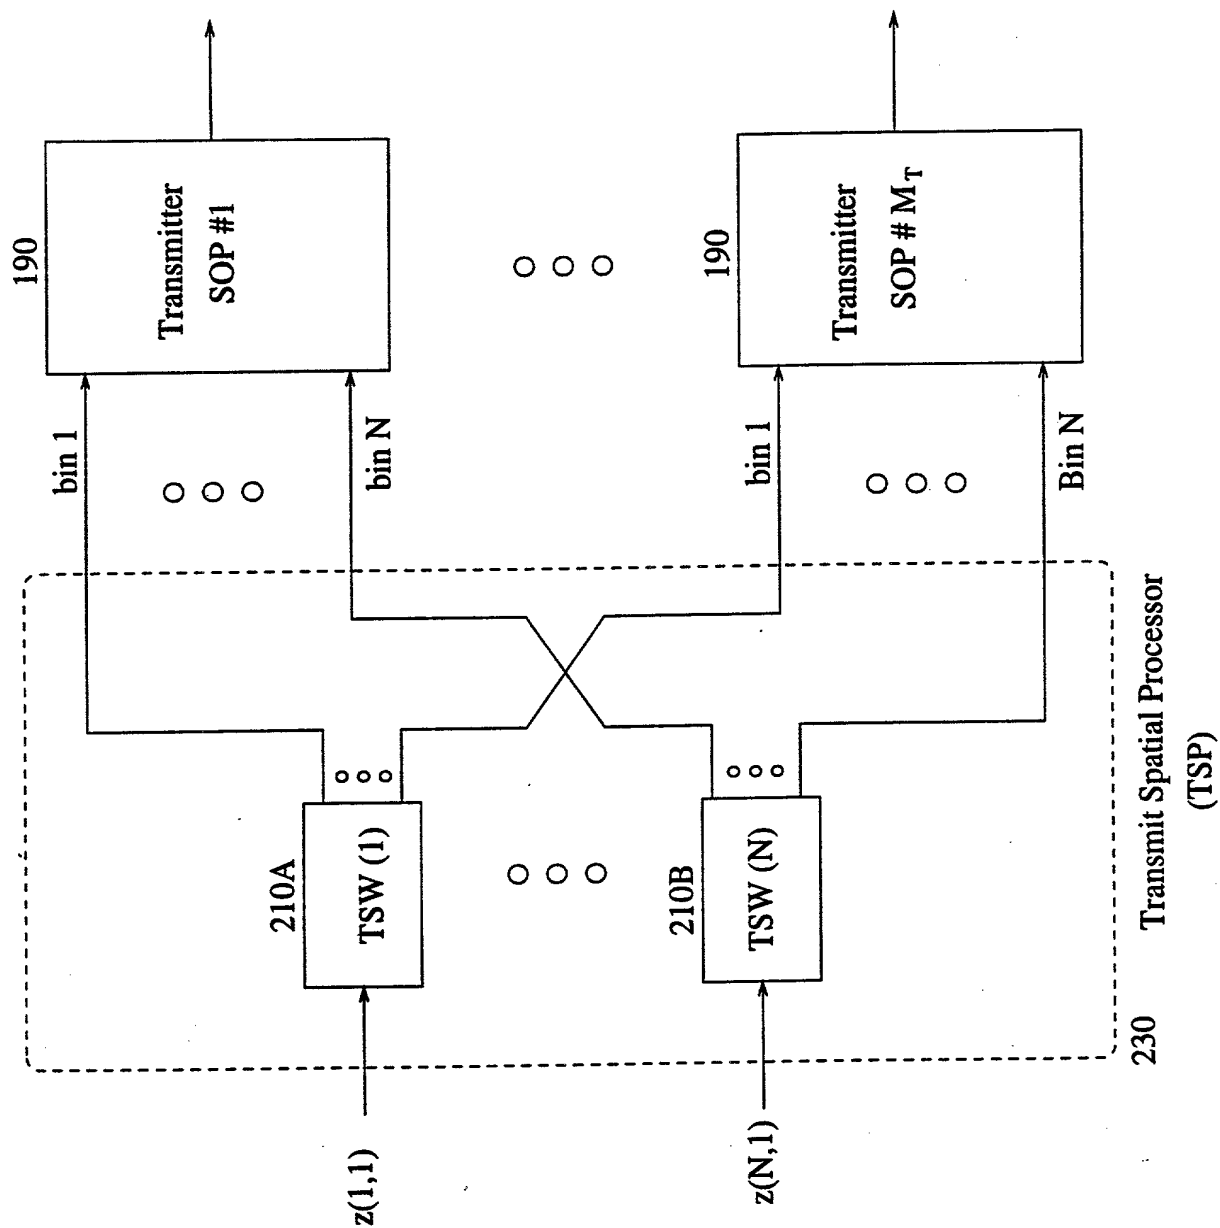 190
Transmitter
SOP #1
190
Transmitter
SOP # MT
bin 1
bin N
bin 1
Bin N
210A
TSW (1)
210B
TSW (N)
z(1,1)
z(N,1)
230
Transmit Spatial Processor
(TSP)